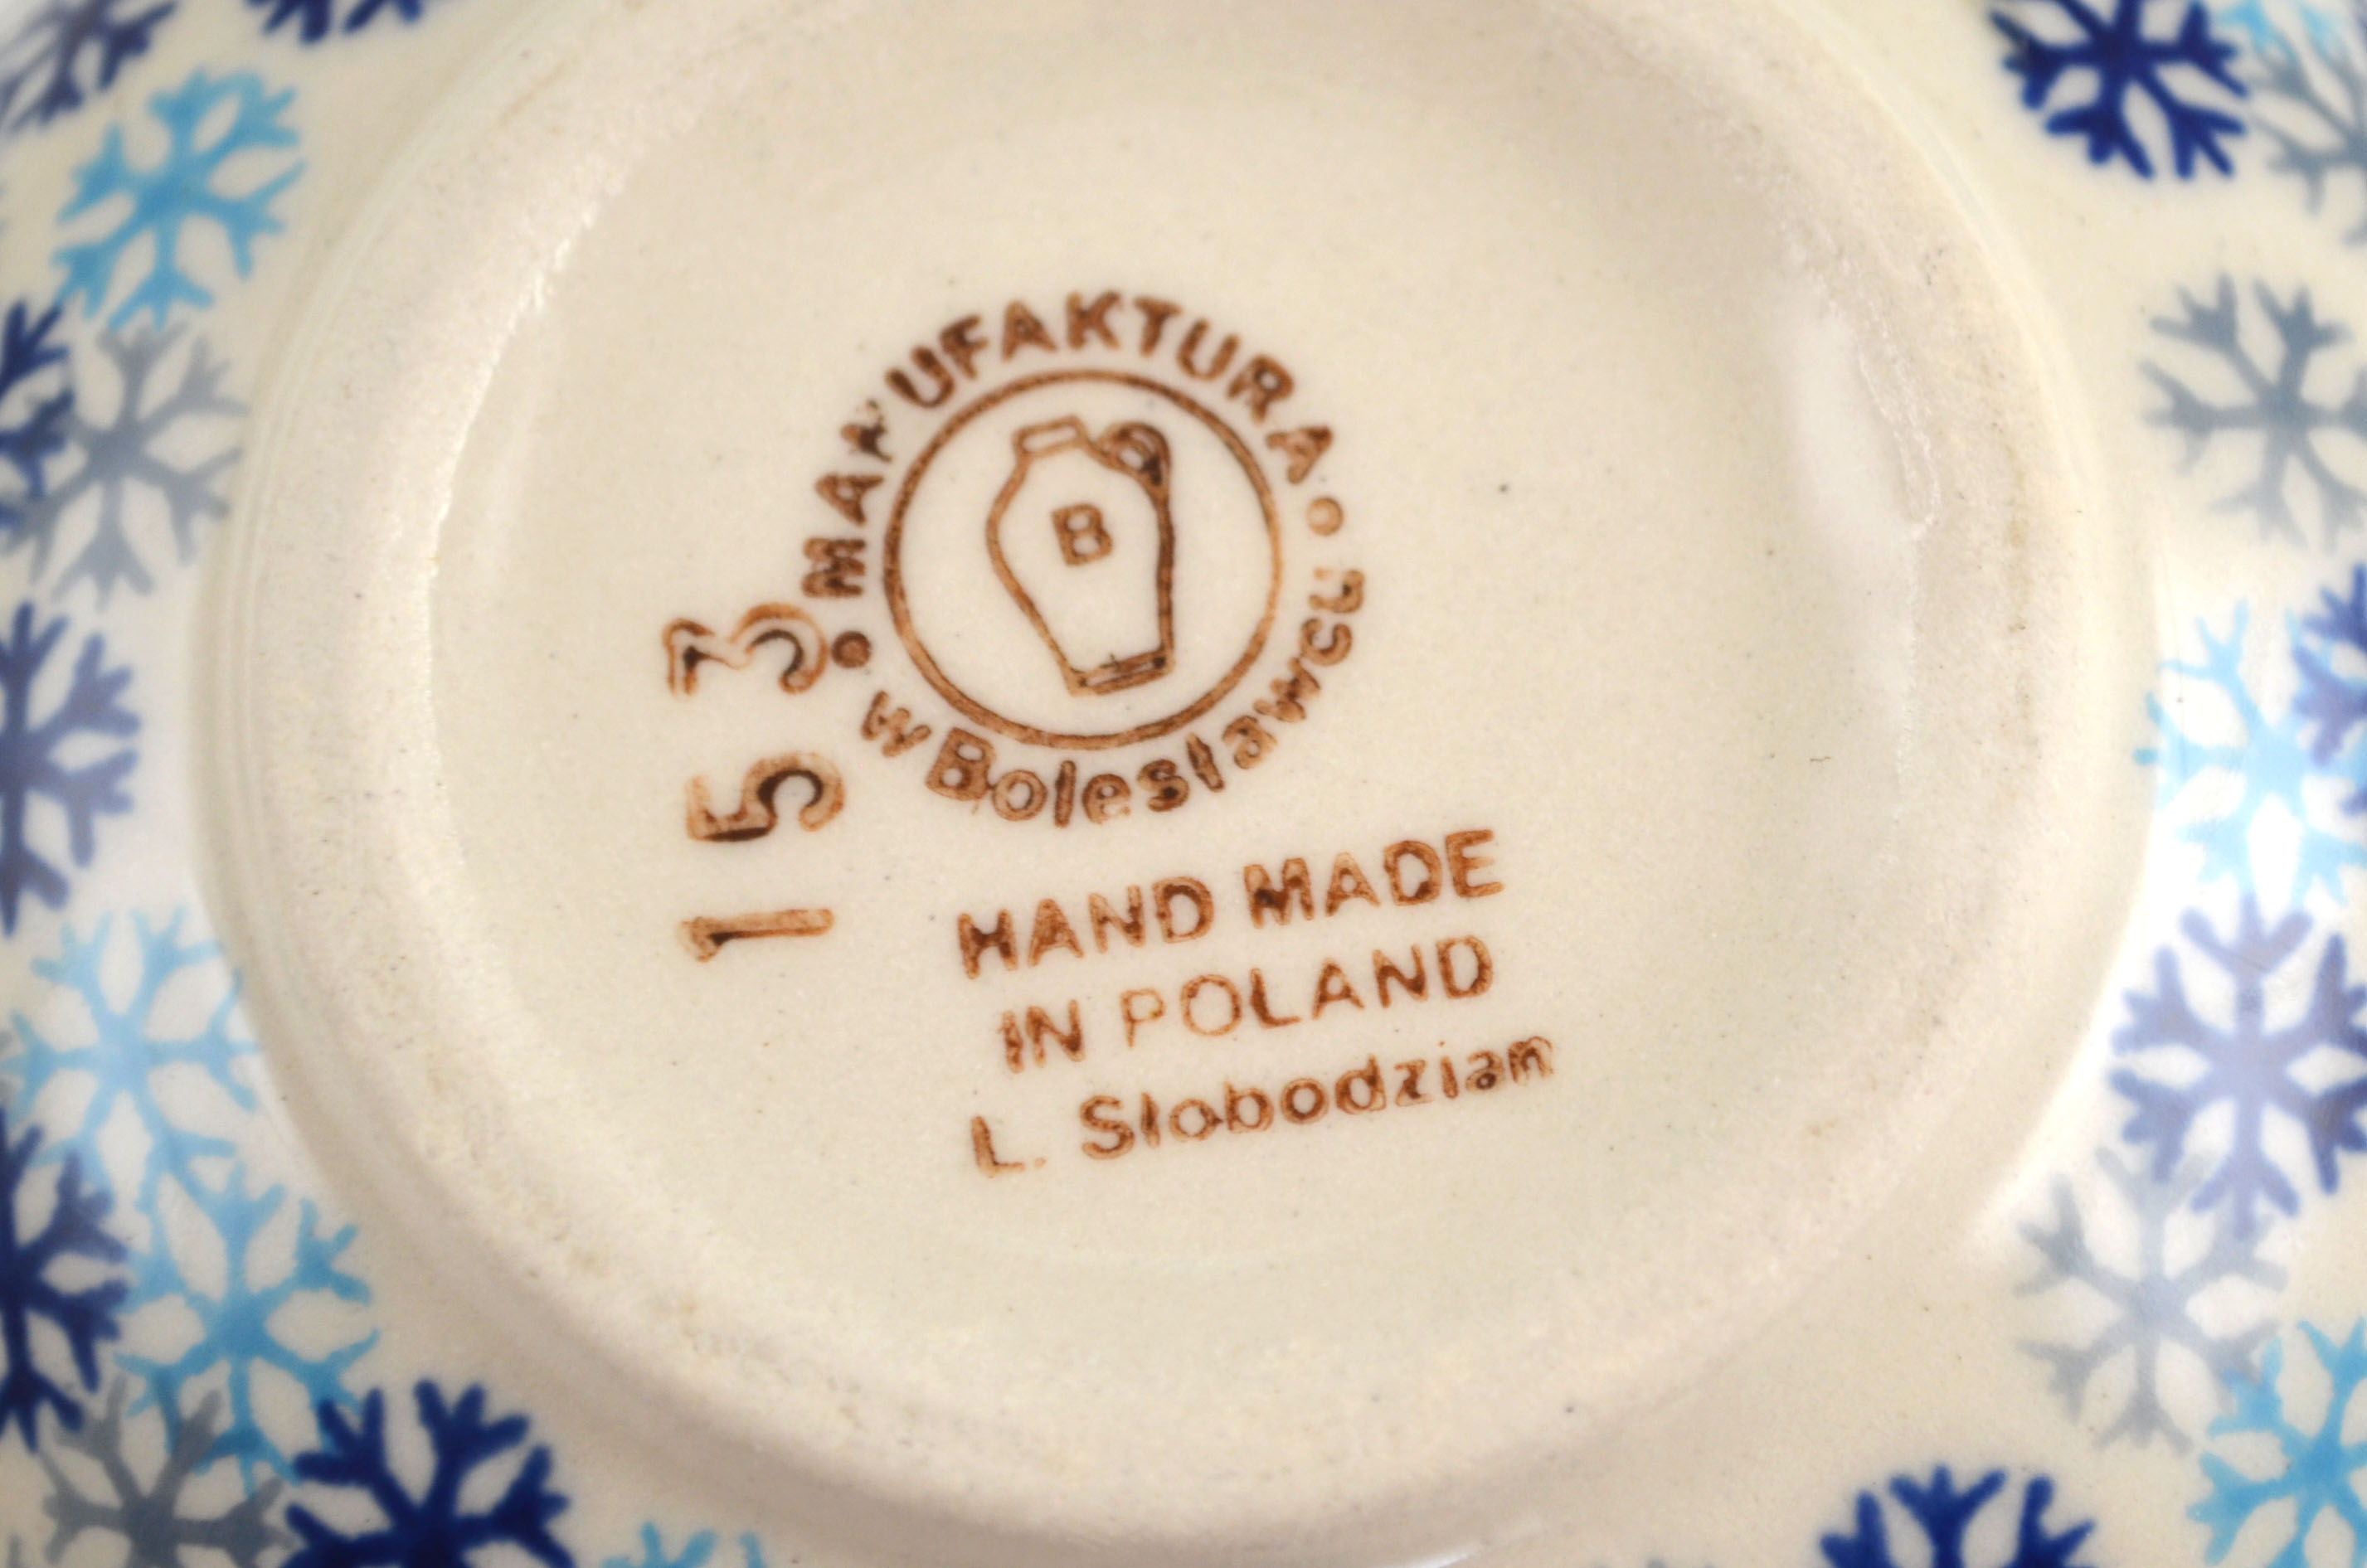 MANUFAKTURA
w Bolesławcu
B
153
HAND MADE
IN POLAND
L. Slobodzian